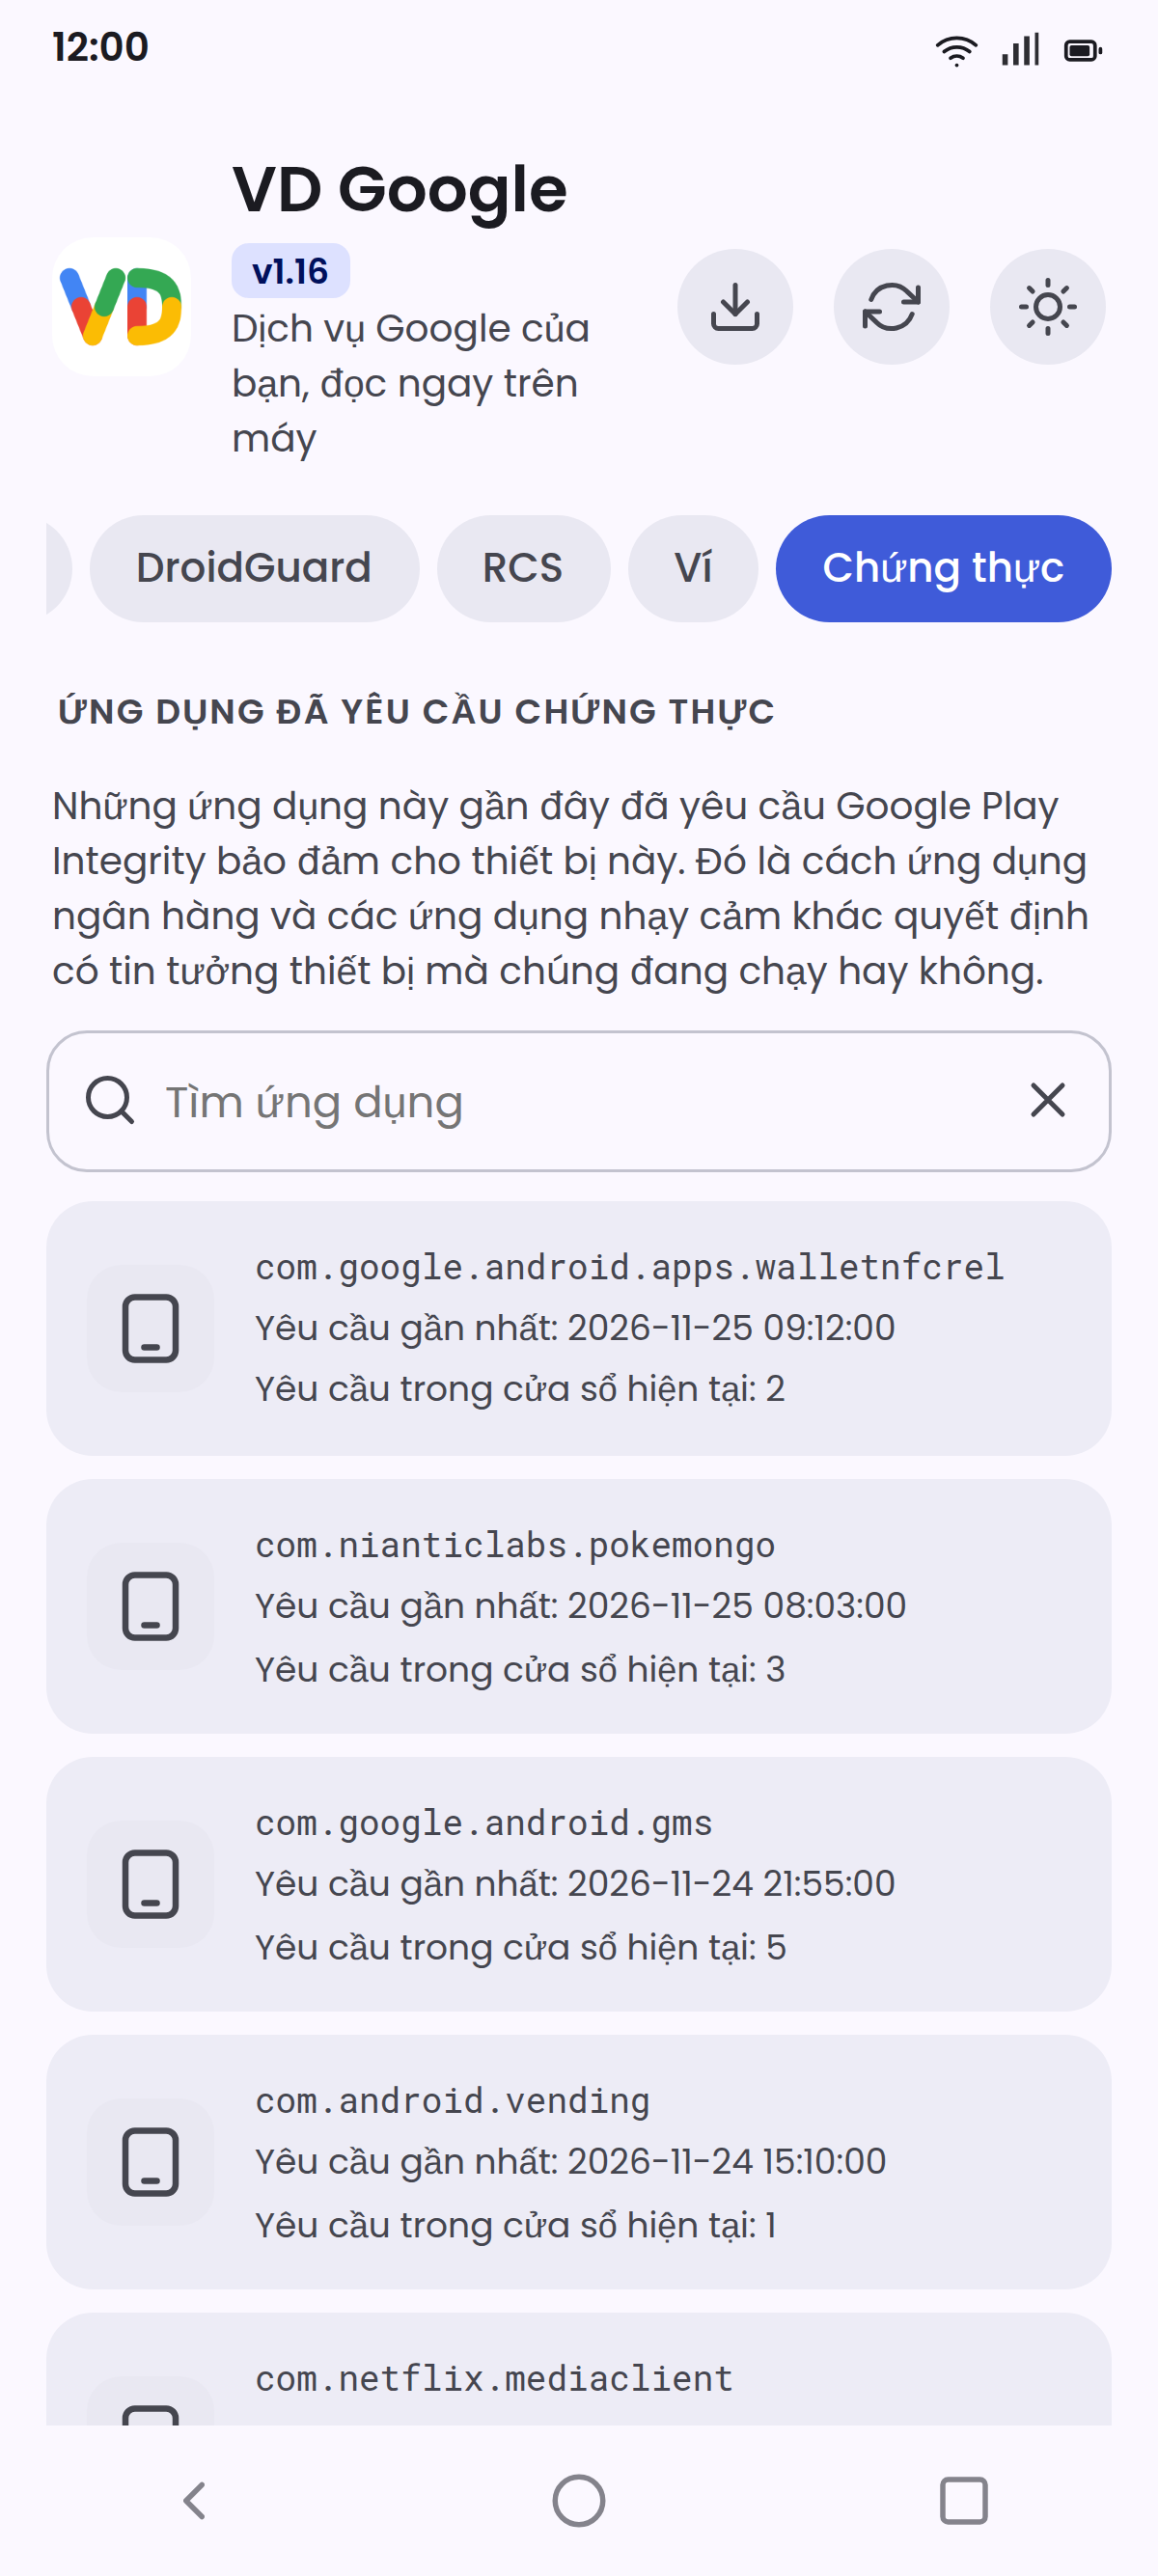 12:00
VD Google
VD
v1.16
Dịch vụ Google của
bạn, đọc ngay trên
máy
DroidGuard
RCS
Ví
Chứng thực
ỨNG DỤNG ĐÃ YÊU CẦU CHỨNG THỰC
Những ứng dụng này gần đây đã yêu cầu Google Play
Integrity bảo đảm cho thiết bị này. Đó là cách ứng dụng
ngân hàng và các ứng dụng nhạy cảm khác quyết định
có tin tưởng thiết bị mà chúng đang chạy hay không.
Tìm ứng dụng
com.google.android.apps.walletnfcrel
Yêu cầu gần nhất: 2026-11-25 09:12:00
Yêu cầu trong cửa sổ hiện tại: 2
com.nianticlabs.pokemongo
Yêu cầu gần nhất: 2026-11-25 08:03:00
Yêu cầu trong cửa sổ hiện tại: 3
com.google.android.gms
Yêu cầu gần nhất: 2026-11-24 21:55:00
Yêu cầu trong cửa sổ hiện tại: 5
com.android.vending
Yêu cầu gần nhất: 2026-11-24 15:10:00
Yêu cầu trong cửa sổ hiện tại: 1
com.netflix.mediaclient